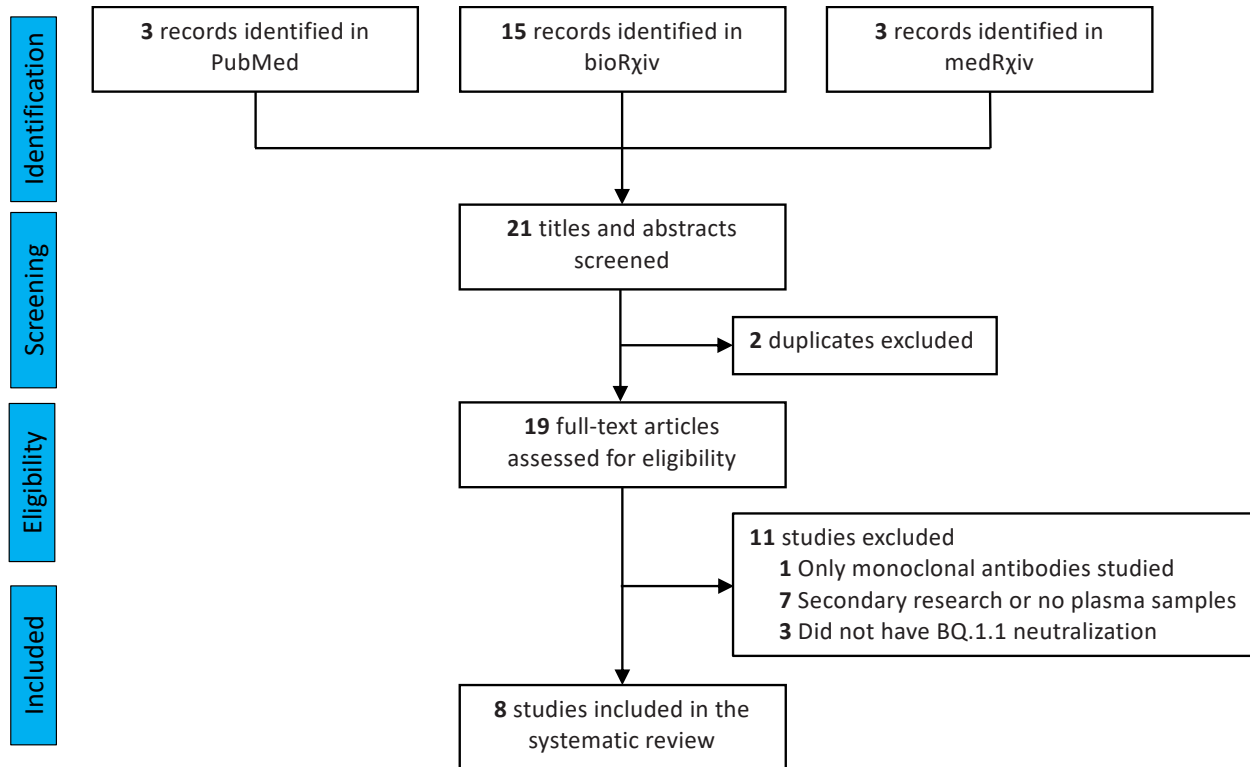 Identification
3 records identified in
PubMed
15 records identified in
bioRχiv
3 records identified in
medRχiv
Screening
21 titles and abstracts
screened
2 duplicates excluded
Eligibility
19 full-text articles
assessed for eligibility
11 studies excluded
1 Only monoclonal antibodies studied
7 Secondary research or no plasma samples
3 Did not have BQ.1.1 neutralization
Included
8 studies included in the
systematic review